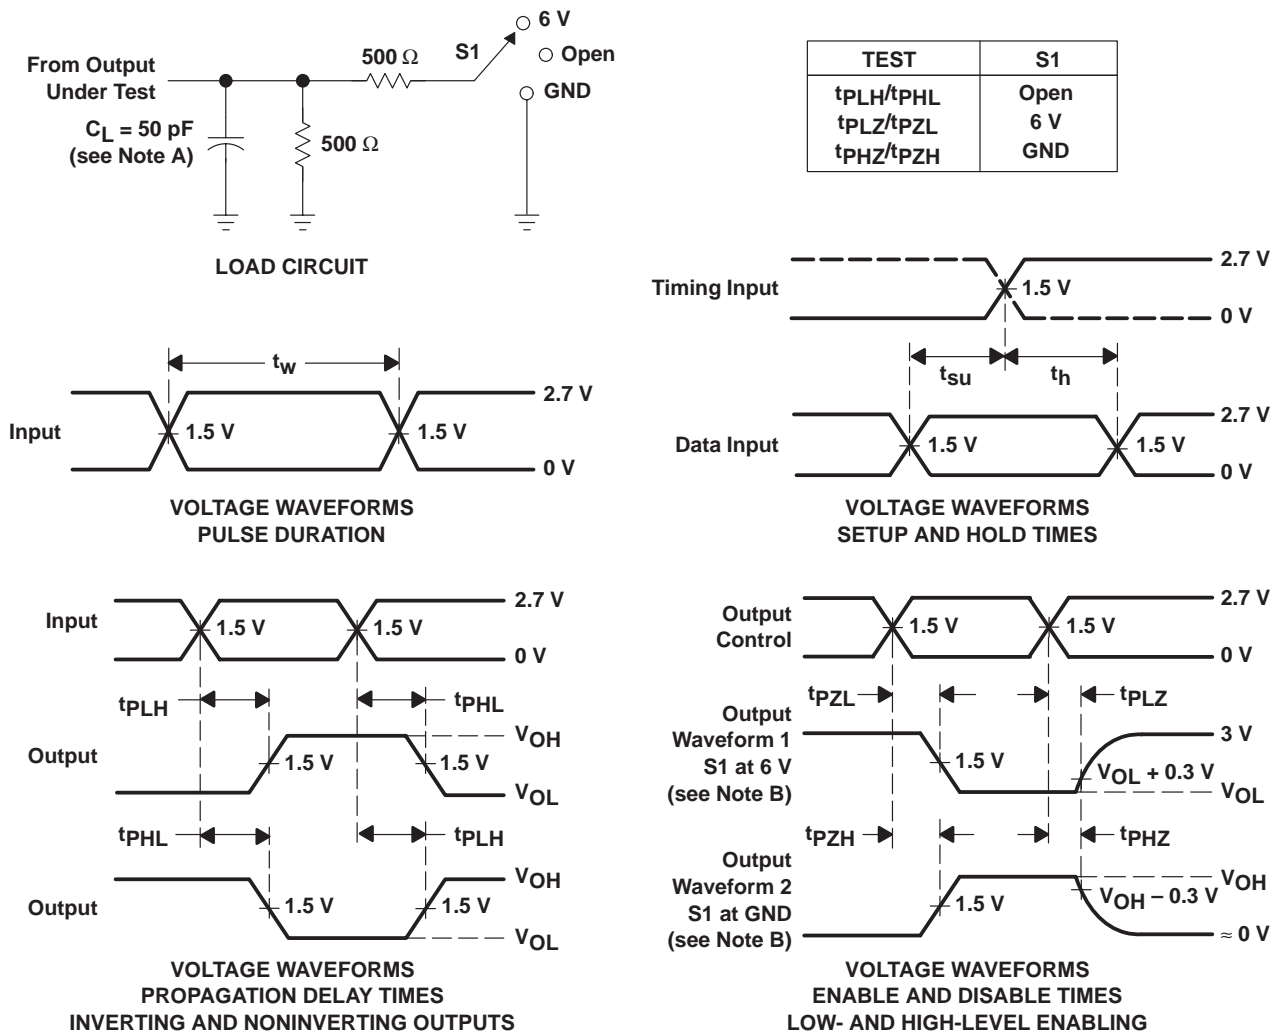 6 V
S1
Open
GND
500 Ω
From Output
Under Test
CL = 50 pF
(see Note A)
500 Ω
LOAD CIRCUIT
TEST S1
tPLH/tPHL Open
tPLZ/tPZL 6 V
tPHZ/tPZH GND
Timing Input
1.5 V
2.7 V
0 V
tsu
th
Data Input
1.5 V
1.5 V
2.7 V
0 V
VOLTAGE WAVEFORMS
SETUP AND HOLD TIMES
tw
Input
1.5 V
1.5 V
2.7 V
0 V
VOLTAGE WAVEFORMS
PULSE DURATION
Input
1.5 V
1.5 V
2.7 V
0 V
tPLH
tPHL
Output
1.5 V
1.5 V
VOH
VOL
tPHL
tPLH
Output
1.5 V
1.5 V
VOH
VOL
VOLTAGE WAVEFORMS
PROPAGATION DELAY TIMES
INVERTING AND NONINVERTING OUTPUTS
Output
Control
1.5 V
1.5 V
2.7 V
0 V
tPZL
tPLZ
Output
Waveform 1
S1 at 6 V
(see Note B)
1.5 V
3 V
VOL + 0.3 V
VOL
tPZH
tPHZ
Output
Waveform 2
S1 at GND
(see Note B)
1.5 V
VOH
VOH – 0.3 V
≈ 0 V
VOLTAGE WAVEFORMS
ENABLE AND DISABLE TIMES
LOW- AND HIGH-LEVEL ENABLING